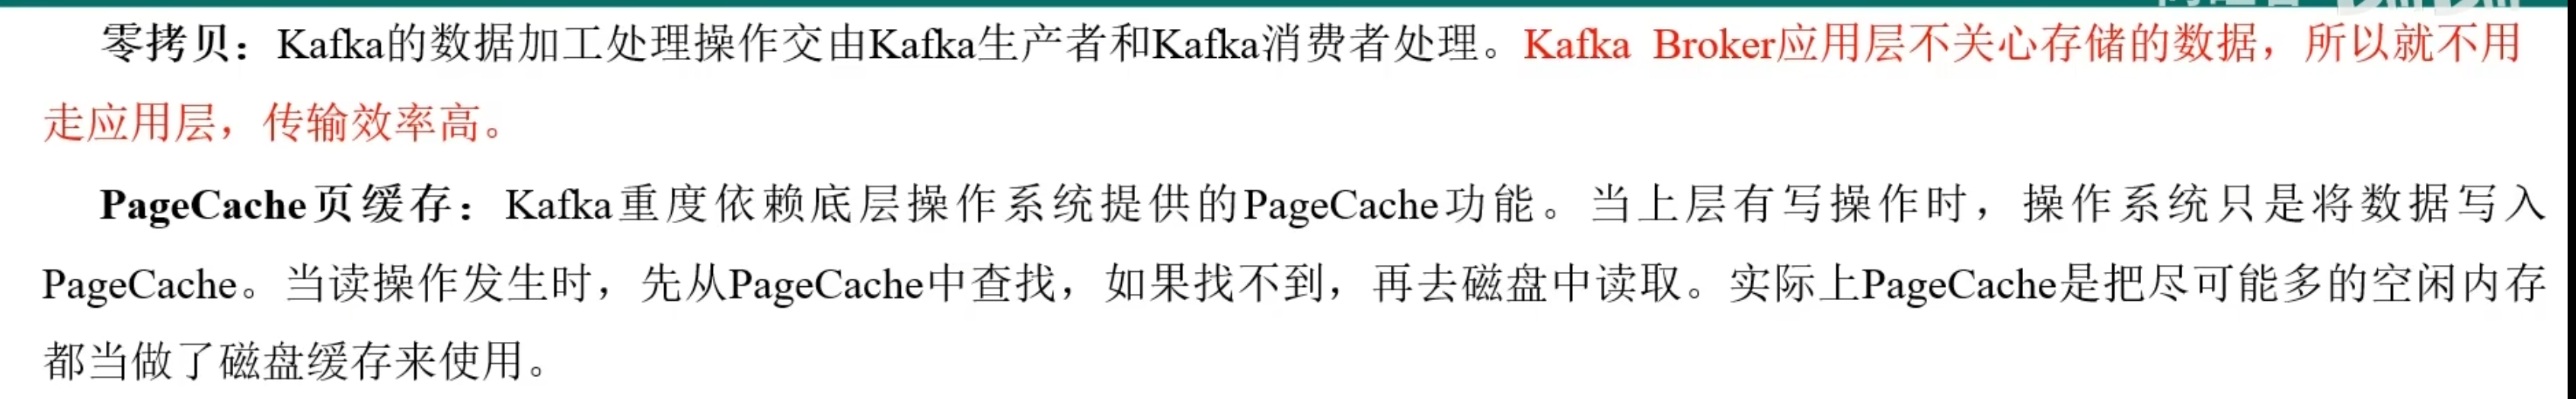 零拷贝：Kafka的数据加工处理操作交由Kafka生产者和Kafka消费者处理。Kafka Broker应用层不关心存储的数据，所以就不用
走应用层，传输效率高。
PageCache页缓存：Kafka重度依赖底层操作系统提供的PageCache功能。当上层有写操作时，操作系统只是将数据写入
PageCache。当读操作发生时，先从PageCache中查找，如果找不到，再去磁盘中读取。实际上PageCache是把尽可能多的空闲内存
都当做了磁盘缓存来使用。